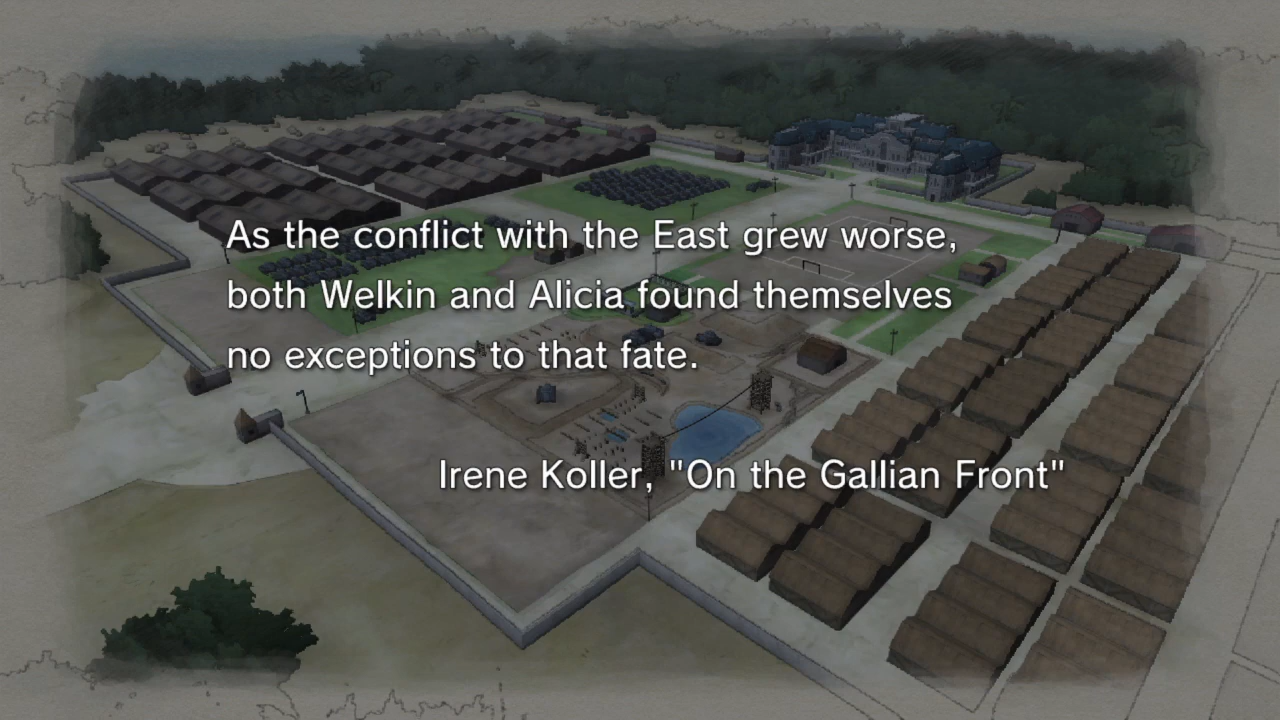 As the conflict with the East grew worse,
both Welkin and Alicia found themselves
no exceptions to that fate.
Irene Koller, "On the Gallian Front"